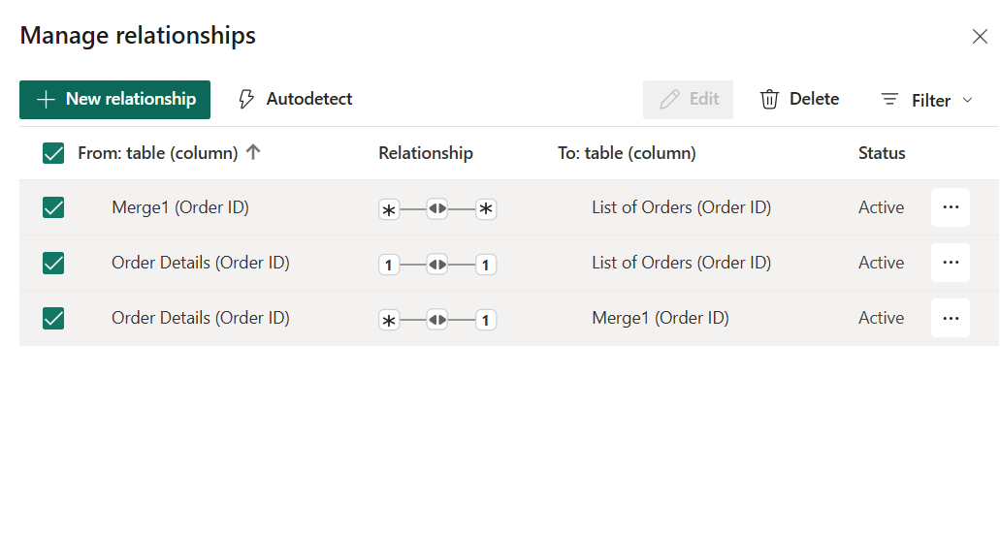 Manage relationships
New relationship Autodetect Edit Delete Filter
From: table (column) Relationship To: table (column) Status
Merge1 (Order ID) * * List of Orders (Order ID) Active ...
Order Details (Order ID) 1 1 List of Orders (Order ID) Active ...
Order Details (Order ID) * 1 Merge1 (Order ID) Active ...